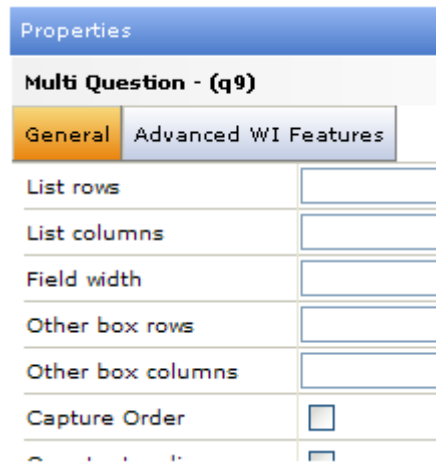 Properties
Multi Question - (q9)
General
Advanced WI Features
List rows
List columns
Field width
Other box rows
Other box columns
Capture Order